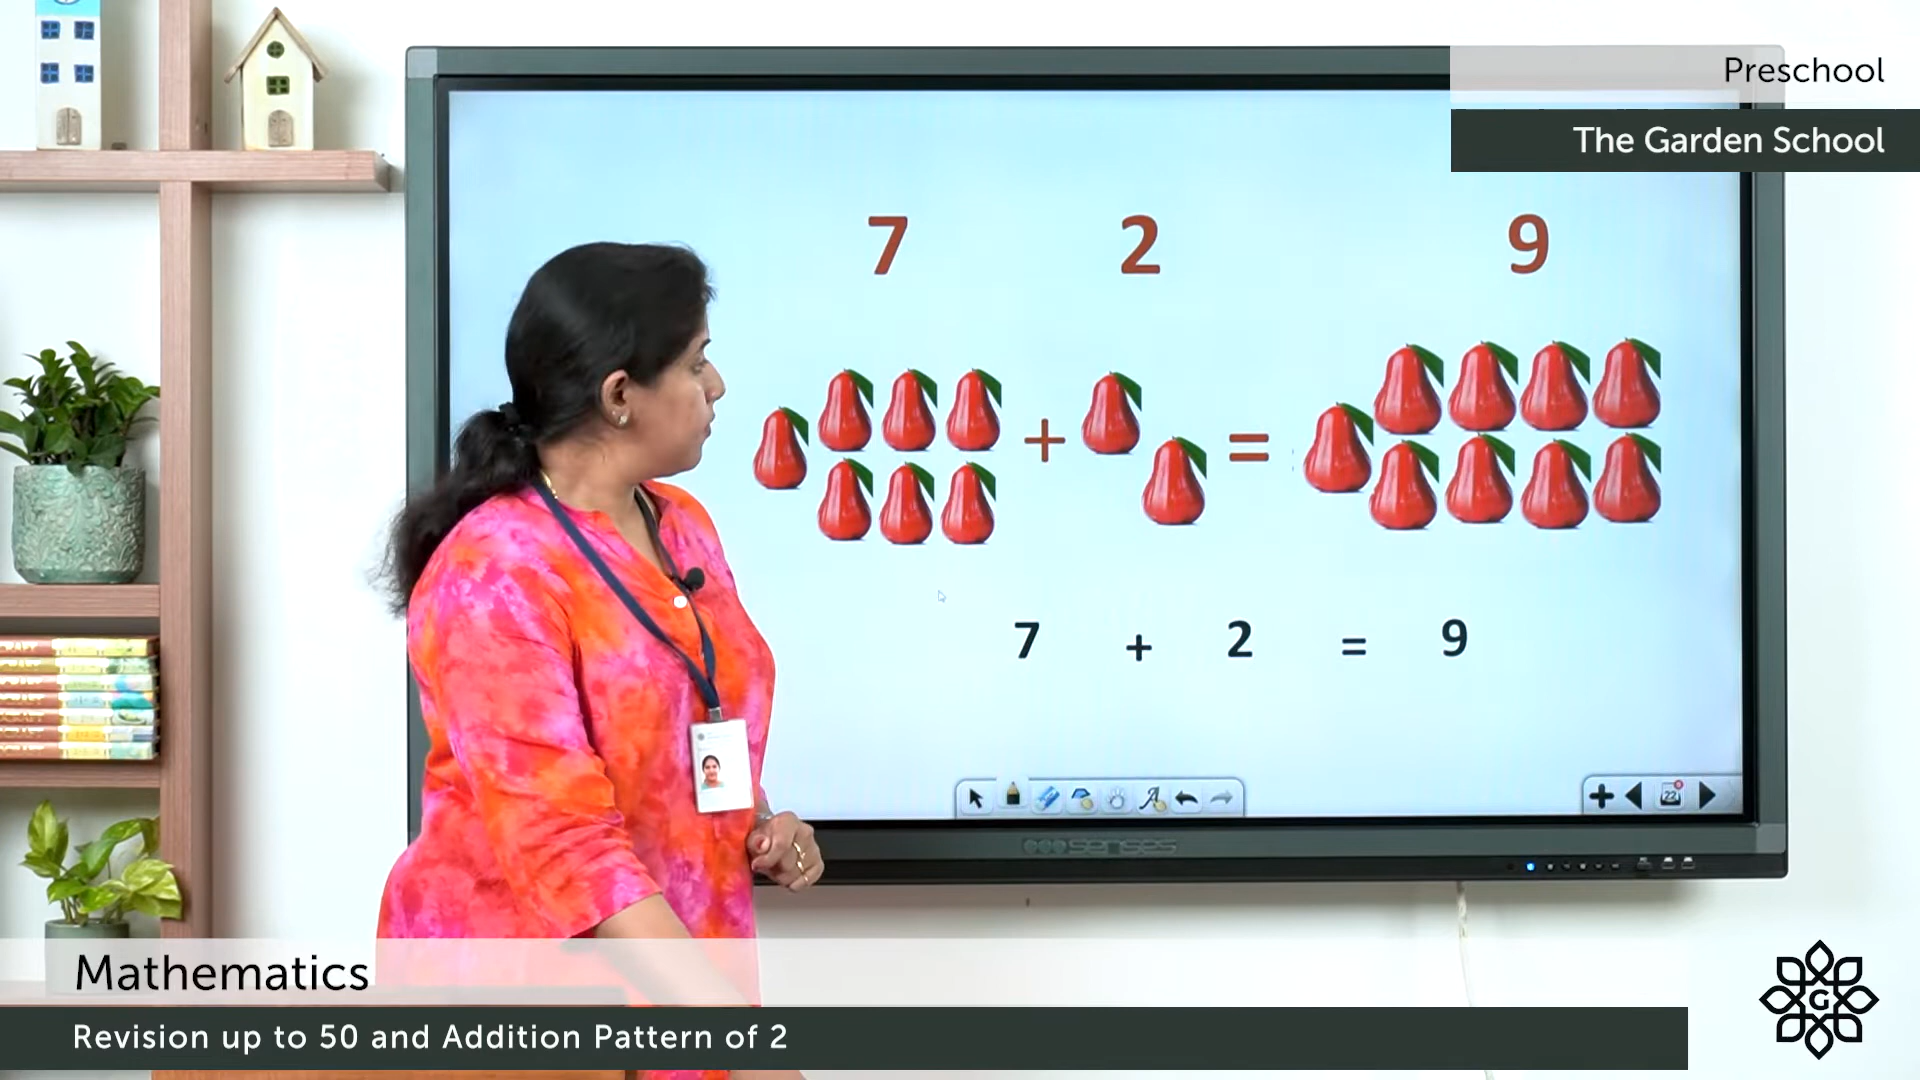 Preschool
The Garden School
7 2 9
+ =
7 + 2 = 9
22
Mathematics
Revision up to 50 and Addition Pattern of 2
G